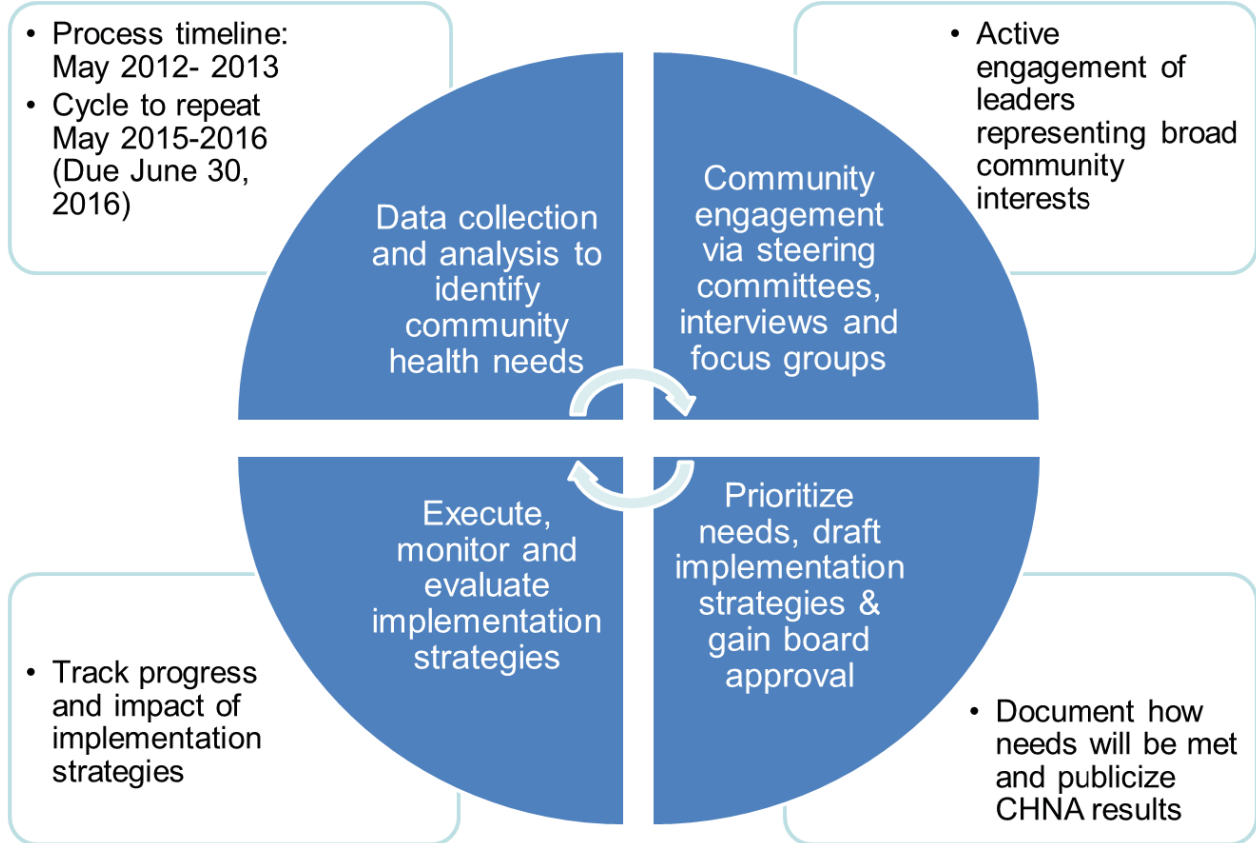 • Process timeline:
May 2012- 2013
• Cycle to repeat
May 2015-2016
(Due June 30,
2016)
Data collection
and analysis to
identify
community
health needs
Community
engagement
via steering
committees,
interviews and
focus groups
• Active
engagement of
leaders
representing broad
community
interests
• Track progress
and impact of
implementation
strategies
Execute,
monitor and
evaluate
implementation
strategies
Prioritize
needs, draft
implementation
strategies &
gain board
approval
• Document how
needs will be met
and publicize
CHNA results